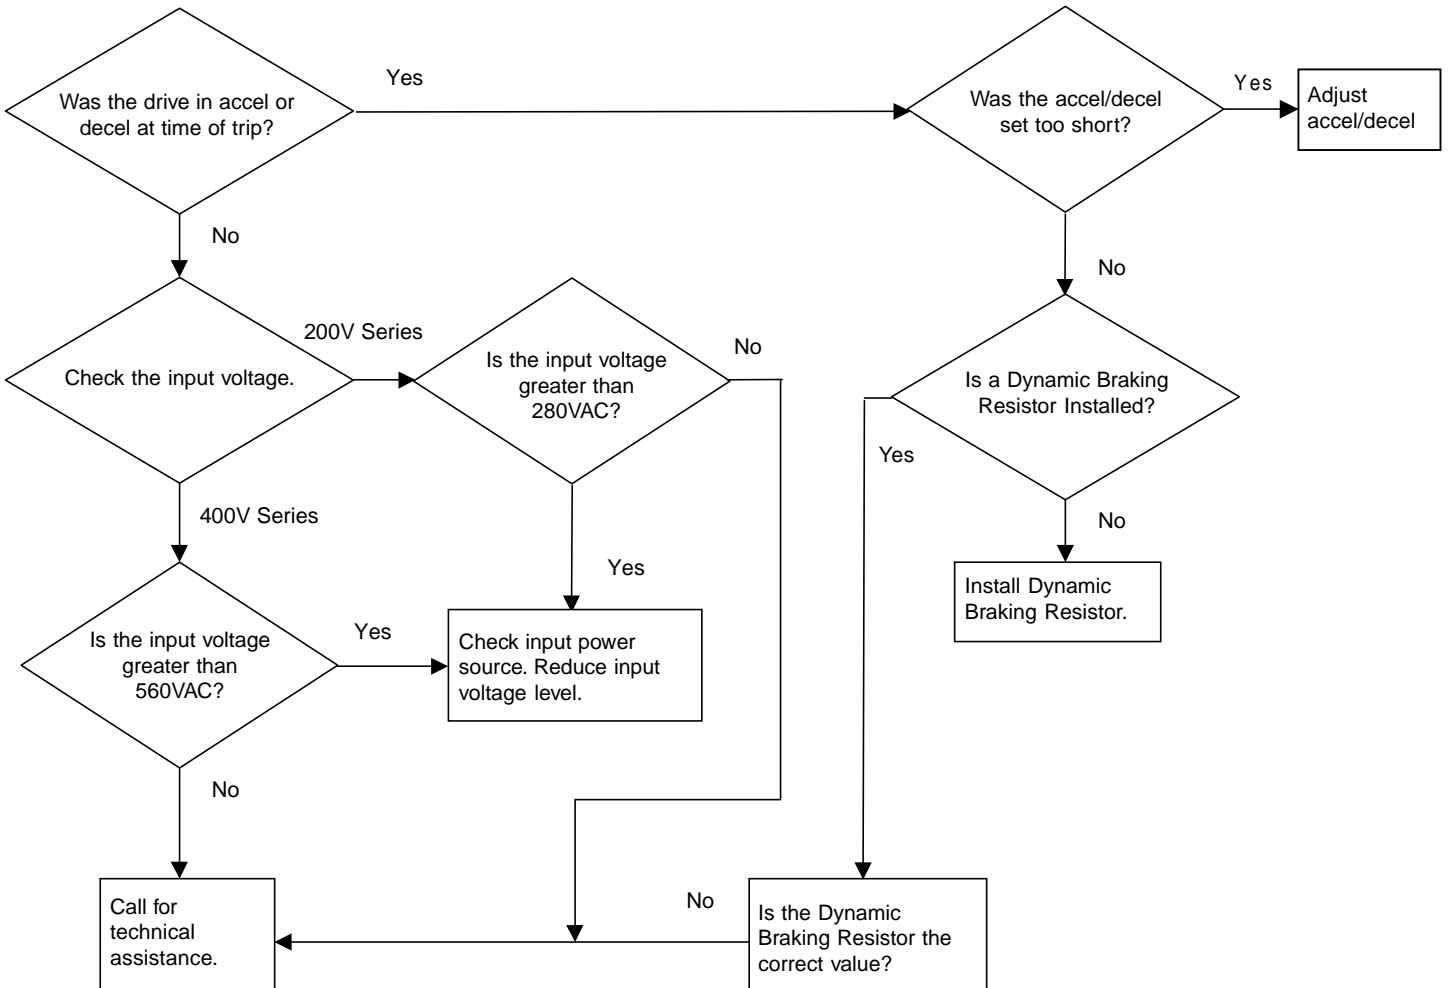 Was the drive in accel or
decel at time of trip?
Yes
Was the accel/decel
set too short?
Yes
Adjust
accel/decel
No
No
Check the input voltage.
200V Series
Is the input voltage
greater than
280VAC?
No
Is a Dynamic Braking
Resistor Installed?
Yes
400V Series
No
Yes
Install Dynamic
Braking Resistor.
Is the input voltage
greater than
560VAC?
Yes
Check input power
source. Reduce input
voltage level.
No
Call for
technical
assistance.
No
Is the Dynamic
Braking Resistor the
correct value?